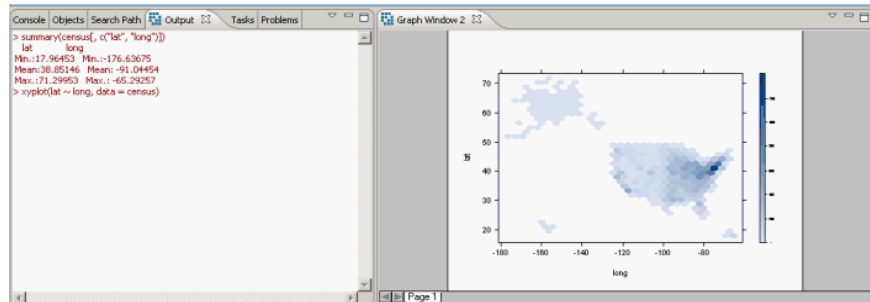 Console Objects Search Path Output Tasks Problems
> summary(census[, c("lat", "long")])
lat long
Min.:17.96453 Min.:-176.63675
Mean:38.85146 Mean: -91.04454
Max.:71.29953 Max.: -65.29257
> xyplot(lat ~ long, data = census)
Graph Window 2
70
60
50
40
30
20
lat
-180 -160 -140 -120 -100 -80
long
Page 1